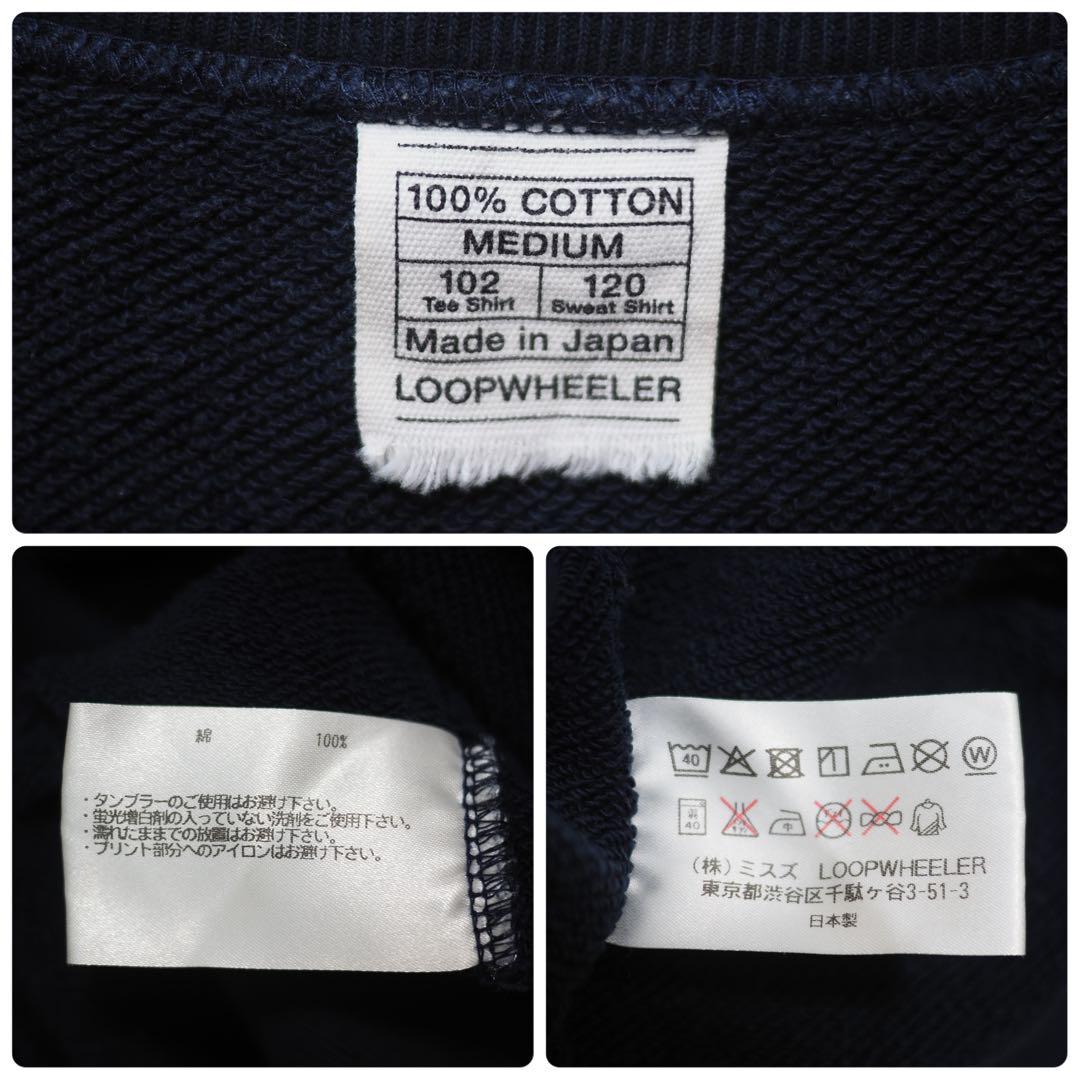 100% COTTON
MEDIUM
102 120
Tee Shirt Sweat Shirt
Made in Japan
LOOPWHEELER
綿 100%
・タンブラーのご使用はお避け下さい。
・蛍光増白剤の入っていない洗剤をご使用下さい。
・濡れたままでの放置はお避け下さい。
・プリント部分へのアイロンはお避け下さい。
40 W
40 中
(株)ミスズ LOOPWHEELER
東京都渋谷区千駄ヶ谷3-51-3
日本製